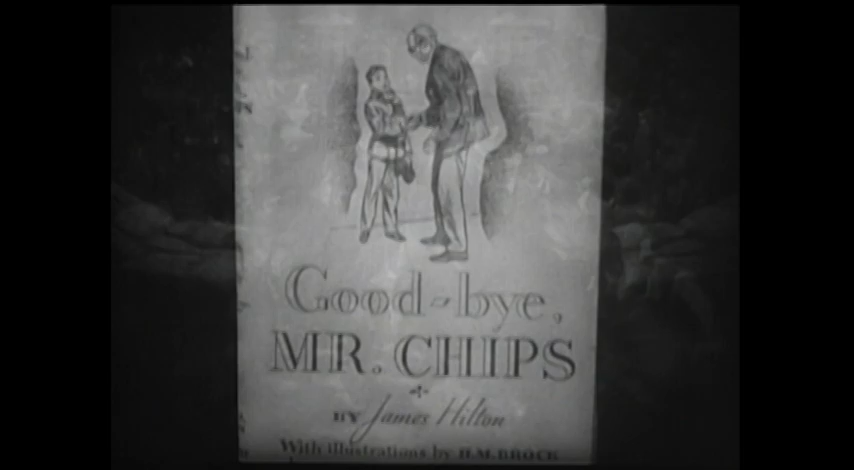 Good-bye,
MR. CHIPS
BY James Hilton
With illustrations by H.M. BROCK